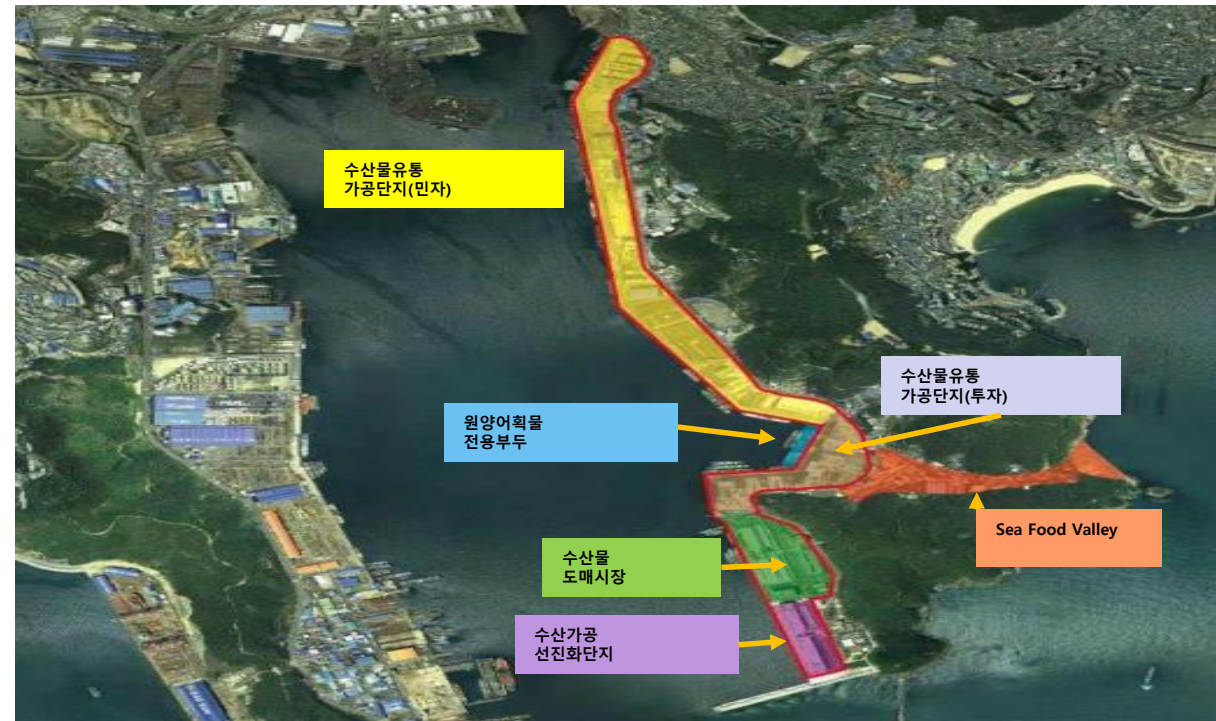 수산물유통
가공단지(민자)
수산물유통
가공단지(투자)
원양어획물
전용부두
Sea Food Valley
수산물
도매시장
수산가공
선진화단지